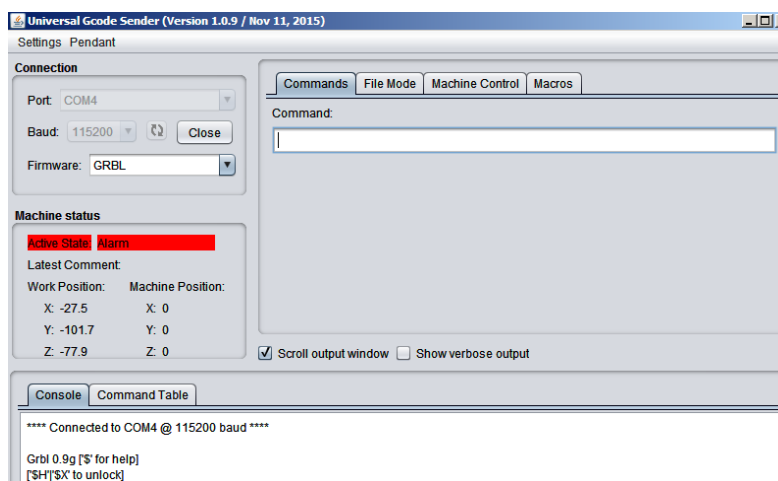 Universal Gcode Sender (Version 1.0.9 / Nov 11, 2015)
Settings Pendant
Connection
Port: COM4
Baud: 115200 Close
Firmware: GRBL
Commands File Mode Machine Control Macros
Command:
Machine status
Active State: Alarm
Latest Comment:
Work Position: Machine Position:
X: -27.5 X: 0
Y: -101.7 Y: 0
Z: -77.9 Z: 0
Scroll output window Show verbose output
Console Command Table
**** Connected to COM4 @ 115200 baud ****
Grbl 0.9g ['$' for help]
['$H'|'$X' to unlock]